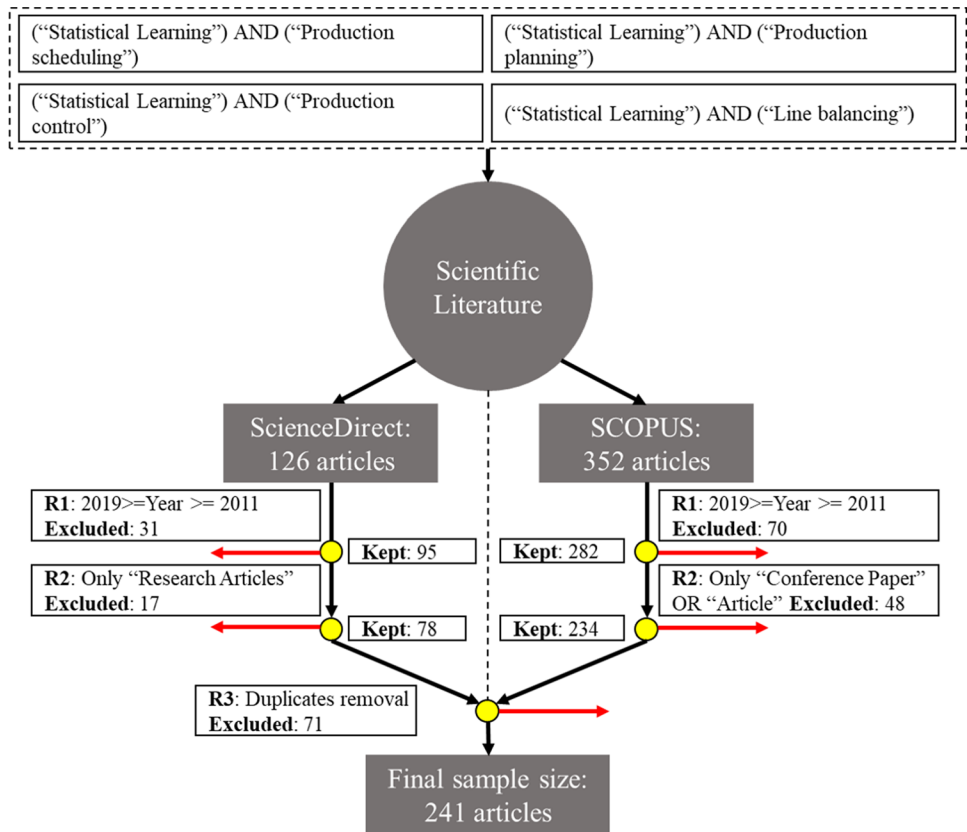 (“Statistical Learning”) AND (“Production
scheduling”)
(“Statistical Learning”) AND (“Production
planning”)
(“Statistical Learning”) AND (“Production
control”)
(“Statistical Learning”) AND (“Line balancing”)
Scientific
Literature
ScienceDirect:
126 articles
SCOPUS:
352 articles
R1: 2019>=Year >= 2011
Excluded: 31
R1: 2019>=Year >= 2011
Excluded: 70
Kept: 95
Kept: 282
R2: Only “Research Articles”
Excluded: 17
R2: Only “Conference Paper”
OR “Article” Excluded: 48
Kept: 78
Kept: 234
R3: Duplicates removal
Excluded: 71
Final sample size:
241 articles